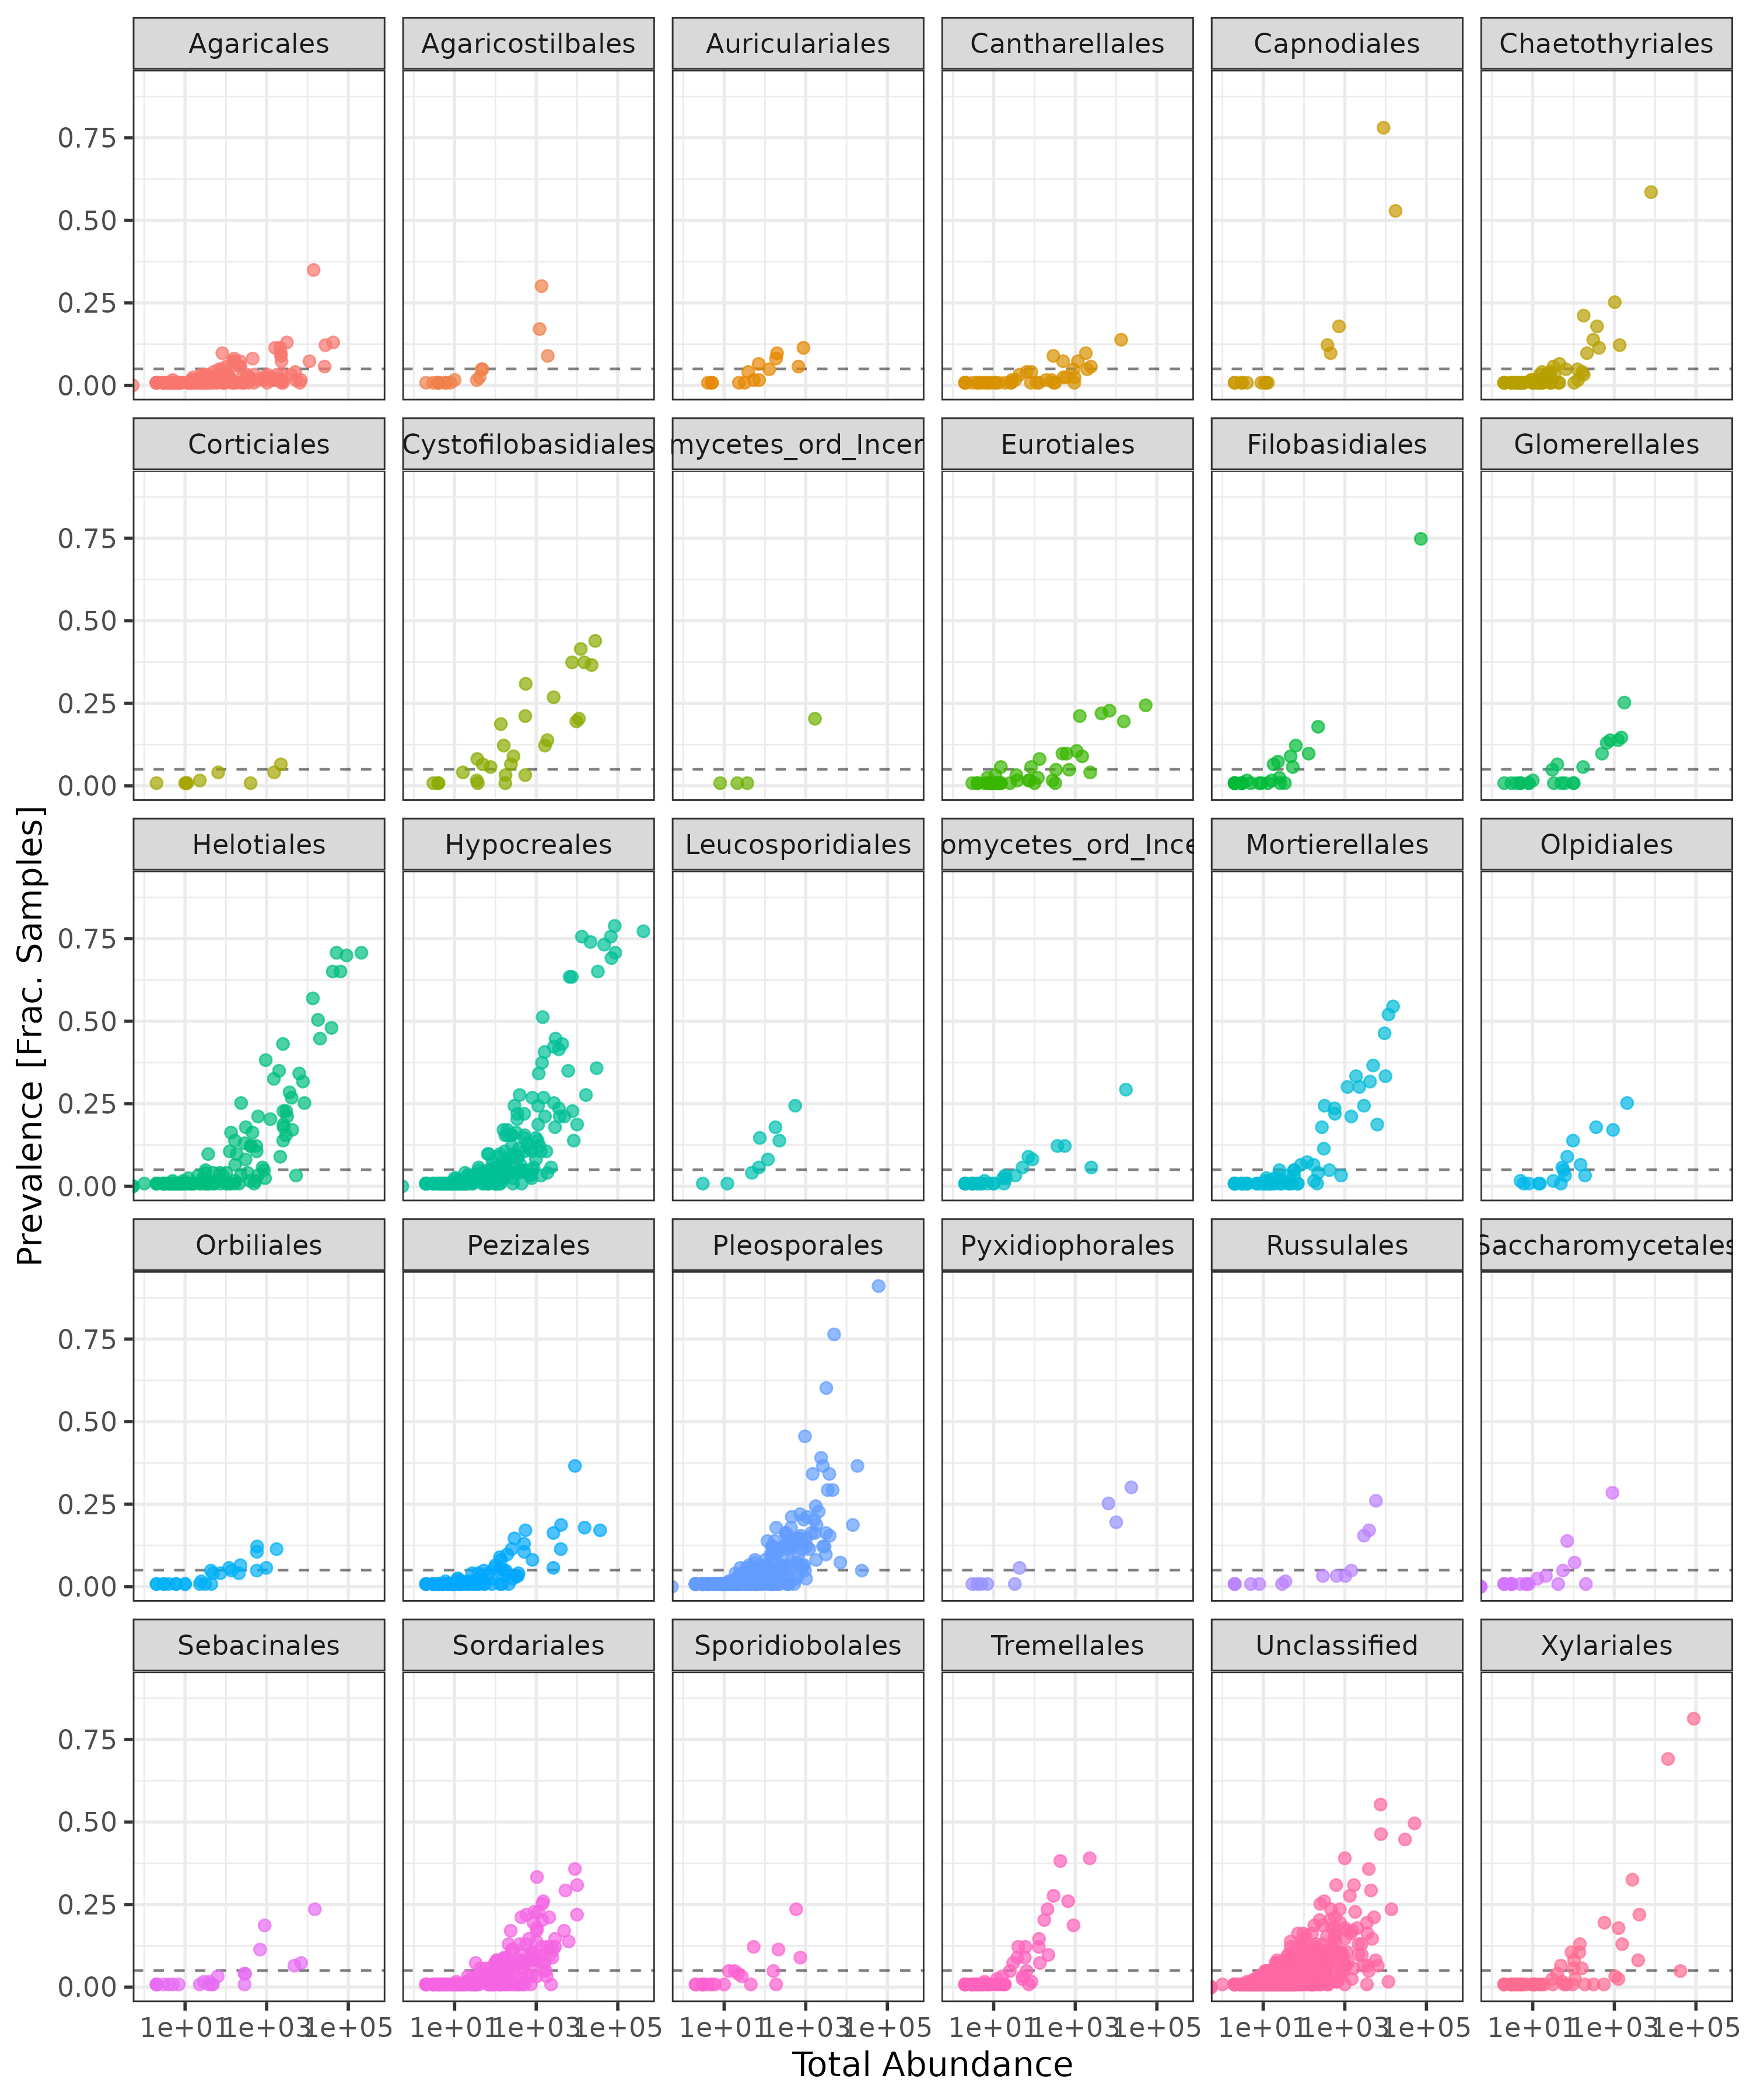 Agaricales Agaricostilbales Auriculariales Cantharellales Capnodiales Chaetothyriales
0.75
0.50
0.25
0.00
Corticiales Cystofilobasidiales mycetes_ord_Incer Eurotiales Filobasidiales Glomerellales
0.75
0.50
0.25
0.00
Helotiales Hypocreales Leucosporidiales omycetes_ord_Ince Mortierellales Olpidiales
0.75
0.50
0.25
0.00
Prevalence [Frac. Samples]
Orbiliales Pezizales Pleosporales Pyxidiophorales Russulales Saccharomycetales
0.75
0.50
0.25
0.00
Sebacinales Sordariales Sporidiobolales Tremellales Unclassified Xylariales
0.75
0.50
0.25
0.00
1e+01 1e+03 1e+05 1e+01 1e+03 1e+05 1e+01 1e+03 1e+05 1e+01 1e+03 1e+05 1e+01 1e+03 1e+05 1e+01 1e+03 1e+05
Total Abundance